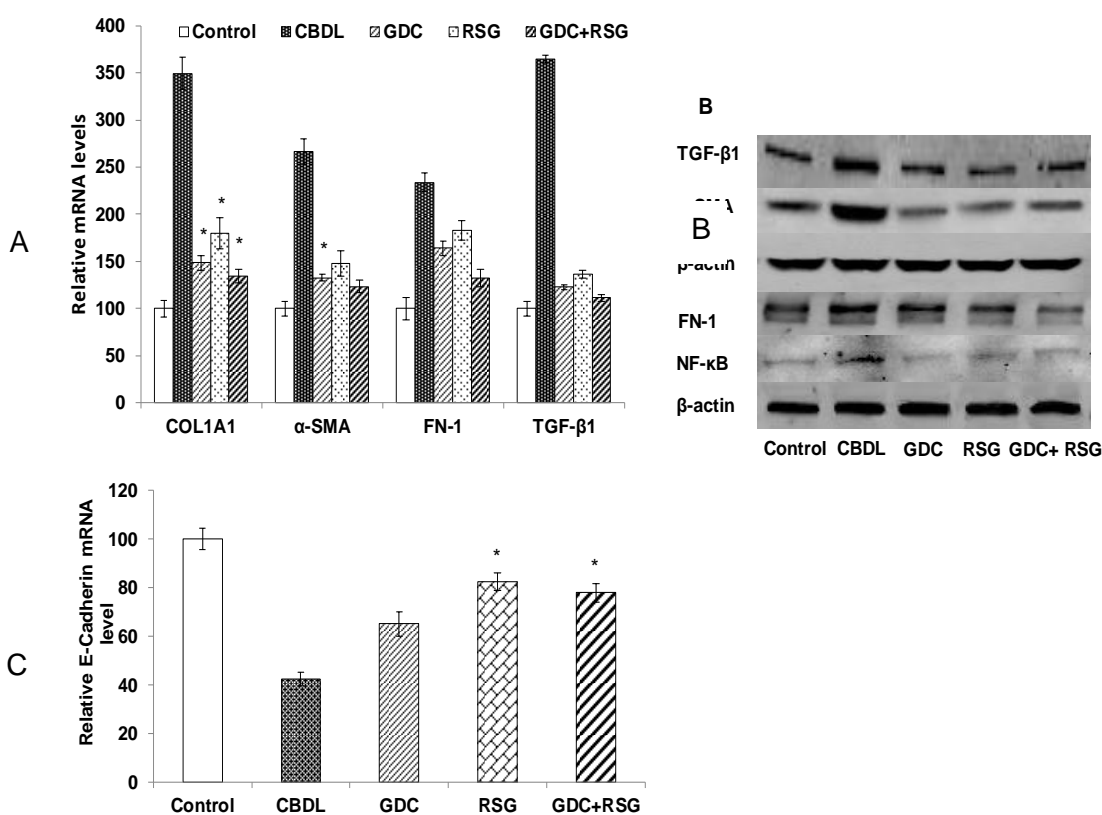 400
350
300
250
200
150
100
50
0
Relative mRNA levels
Control CBDL GDC RSG GDC+RSG
* * *
*
COL1A1 α-SMA FN-1 TGF-β1
A
B
TGF-β1
B
β-actin
FN-1
NF-κB
β-actin
Control CBDL GDC RSG GDC+ RSG
120
100
80
60
40
20
0
Relative E-Cadherin mRNA
level
* *
Control CBDL GDC RSG GDC+RSG
C